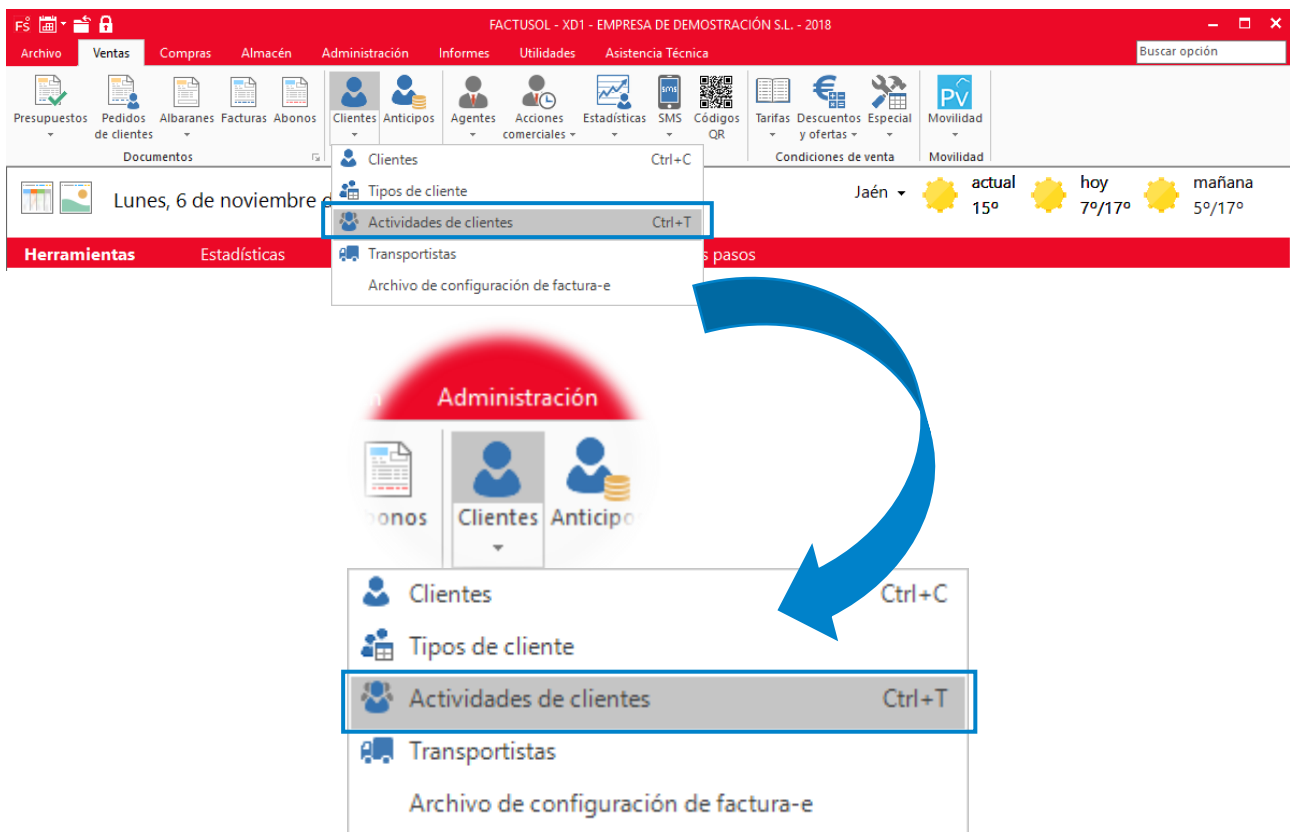 FS
FACTUSOL - XD1 - EMPRESA DE DEMOSTRACIÓN S.L. - 2018
Archivo Ventas Compras Almacén Administración Informes Utilidades Asistencia Técnica Buscar opción
Presupuestos Pedidos de clientes Albaranes Facturas Abonos Clientes Anticipos Agentes Acciones comerciales Estadísticas SMS Códigos QR Tarifas Descuentos y ofertas Especial Movilidad
sms
PV
Documentos Condiciones de venta Movilidad
Clientes Ctrl+C
Tipos de cliente
Actividades de clientes Ctrl+T
Transportistas
Archivo de configuración de factura-e
Lunes, 6 de noviembre d
Jaén actual 15º hoy 7º/17º mañana 5º/17º
Herramientas Estadísticas s pasos
Administración
bonos Clientes Anticipo
Clientes Ctrl+C
Tipos de cliente
Actividades de clientes Ctrl+T
Transportistas
Archivo de configuración de factura-e